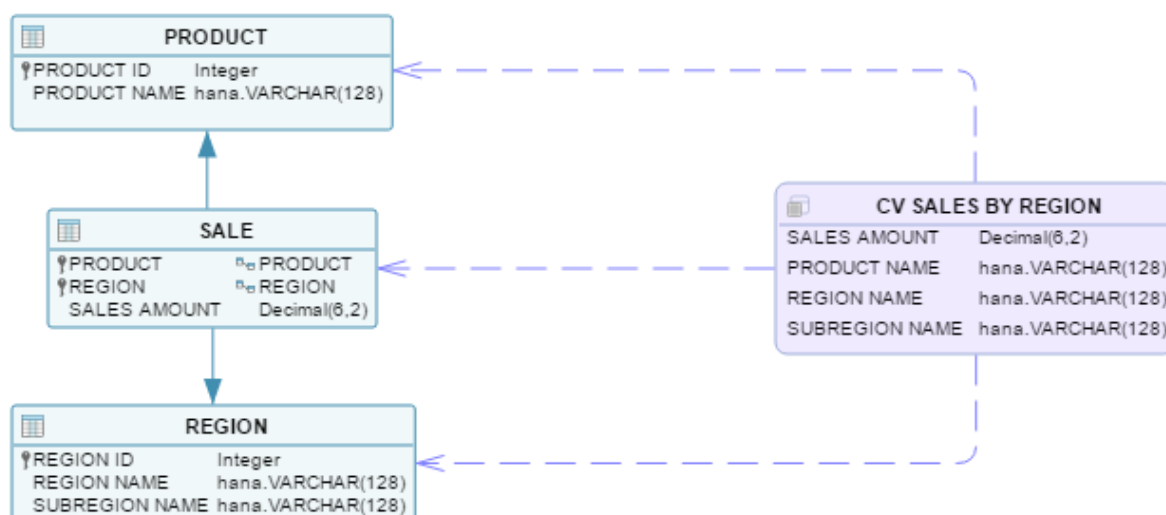 PRODUCT
PRODUCT ID Integer
PRODUCT NAME hana.VARCHAR(128)
SALE
PRODUCT PRODUCT
REGION REGION
SALES AMOUNT Decimal(6,2)
REGION
REGION ID Integer
REGION NAME hana.VARCHAR(128)
SUBREGION NAME hana.VARCHAR(128)
CV SALES BY REGION
SALES AMOUNT Decimal(6,2)
PRODUCT NAME hana.VARCHAR(128)
REGION NAME hana.VARCHAR(128)
SUBREGION NAME hana.VARCHAR(128)